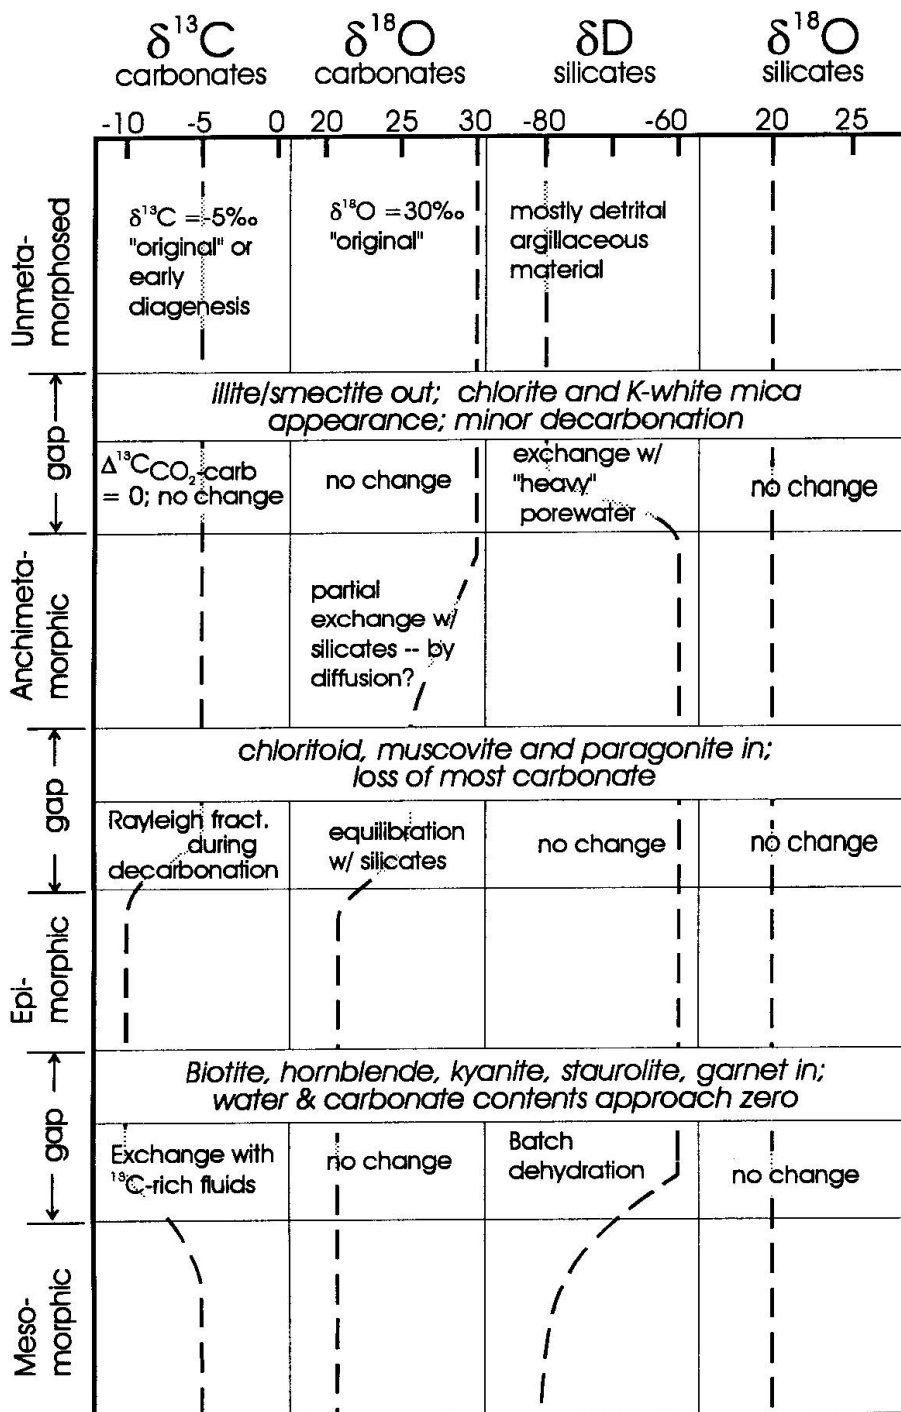 δ¹³C
carbonates
δ¹⁸O
carbonates
δD
silicates
δ¹⁸O
silicates
-10 -5 0 20 25 30 -80 -60 20 25
Unmeta-
morphosed
δ¹³C = -5‰
"original" or
early
diagenesis
δ¹⁸O = 30‰
"original"
mostly detrital
argillaceous
material
gap
illite/smectite out; chlorite and K-white mica
appearance; minor decarbonation
Δ¹³C CO₂-carb
= 0; no change
no change
exchange w/
"heavy"
porewater
no change
Anchimeta-
morphic
partial
exchange w/
silicates -- by
diffusion?
gap
chloritoid, muscovite and paragonite in;
loss of most carbonate
Rayleigh fract.
during
decarbonation
equilibration
w/ silicates
no change
no change
Epi-
morphic
gap
Biotite, hornblende, kyanite, staurolite, garnet in;
water & carbonate contents approach zero
Exchange with
¹³C-rich fluids
no change
Batch
dehydration
no change
Meso-
morphic